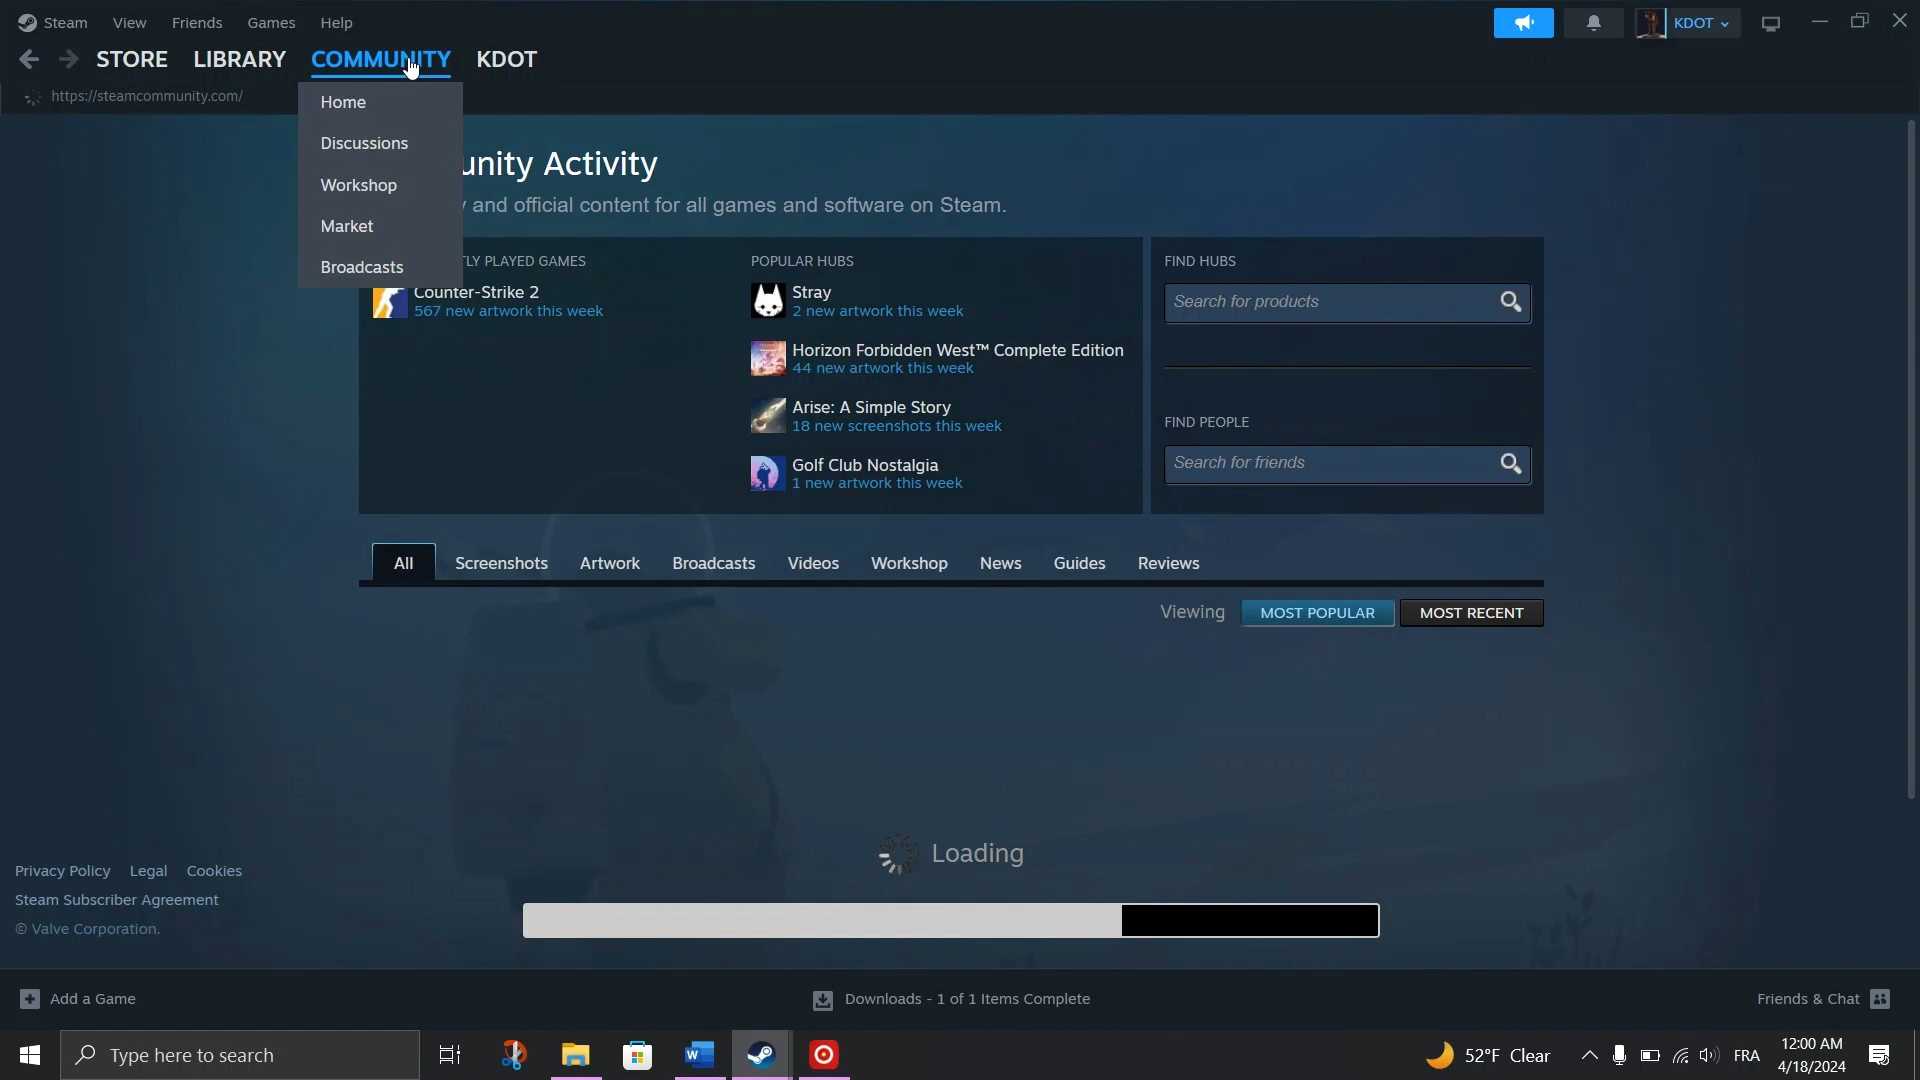 Steam View Friends Games Help KDOT
STORE LIBRARY COMMUNITY KDOT
https://steamcommunity.com/
Home
Discussions
Workshop
Market
Broadcasts
unity Activity
and official content for all games and software on Steam.
LY PLAYED GAMES
Counter-Strike 2
567 new artwork this week
POPULAR HUBS
Stray
2 new artwork this week
Horizon Forbidden West™ Complete Edition
44 new artwork this week
Arise: A Simple Story
18 new screenshots this week
Golf Club Nostalgia
1 new artwork this week
FIND HUBS
Search for products
FIND PEOPLE
Search for friends
All Screenshots Artwork Broadcasts Videos Workshop News Guides Reviews
Viewing MOST POPULAR MOST RECENT
Loading
Privacy Policy Legal Cookies
Steam Subscriber Agreement
© Valve Corporation.
Add a Game Downloads - 1 of 1 Items Complete Friends & Chat
Type here to search 52°F Clear FRA
12:00 AM
4/18/2024